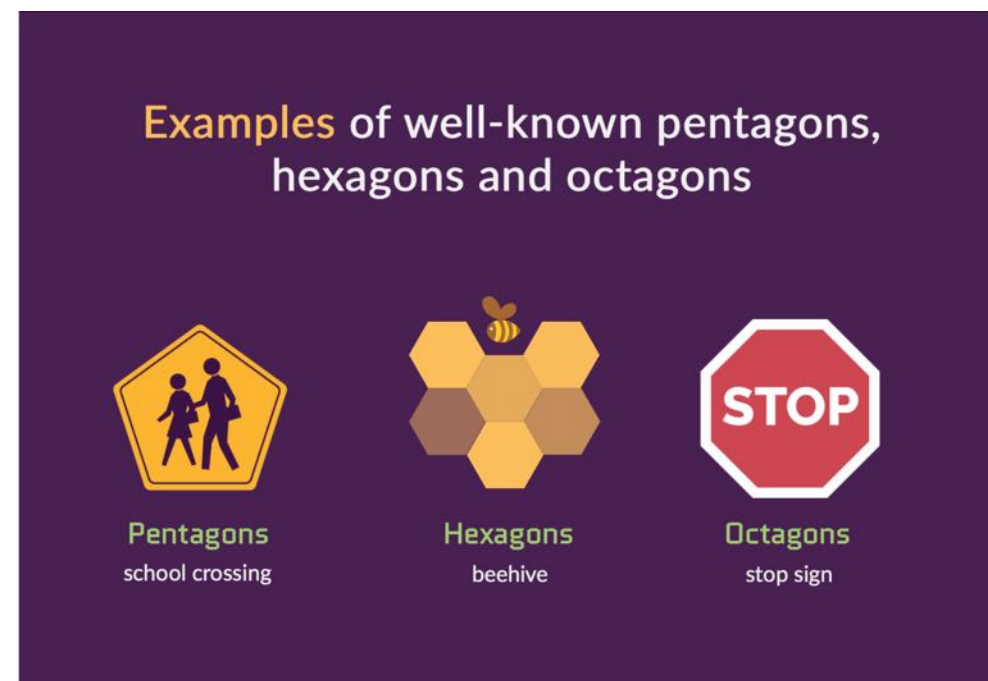 Examples of well-known pentagons,
hexagons and octagons
STOP
Pentagons
school crossing
Hexagons
beehive
Octagons
stop sign